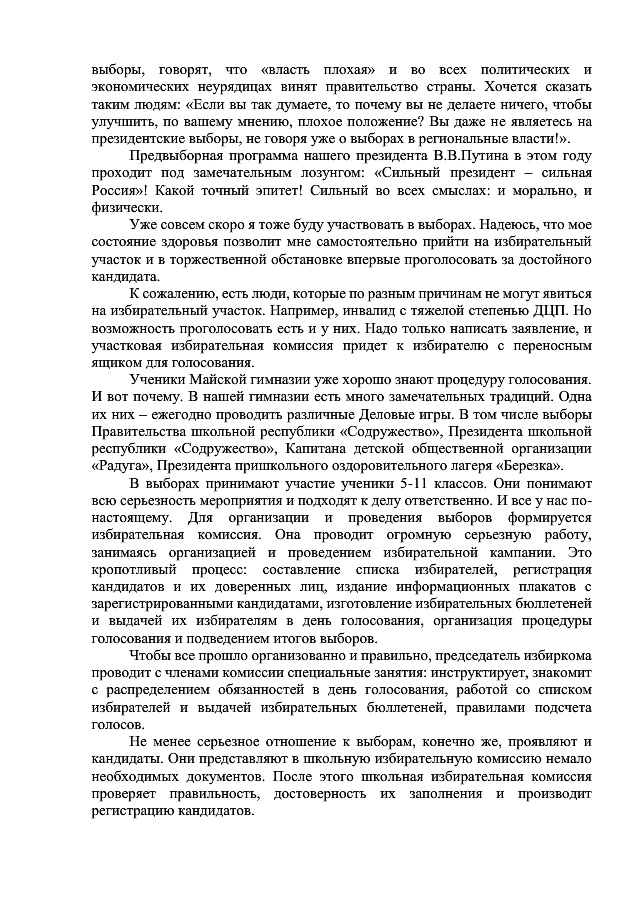 выборы, говорят, что «власть плохая» и во всех политических и
экономических неурядицах винят правительство страны. Хочется сказать
таким людям: «Если вы так думаете, то почему вы не делаете ничего, чтобы
улучшить, по вашему мнению, плохое положение? Вы даже не являетесь на
президентские выборы, не говоря уже о выборах в региональные власти!».
Предвыборная программа нашего президента В.В.Путина в этом году
проходит под замечательным лозунгом: «Сильный президент – сильная
Россия»! Какой точный эпитет! Сильный во всех смыслах: и морально, и
физически.
Уже совсем скоро я тоже буду участвовать в выборах. Надеюсь, что мое
состояние здоровья позволит мне самостоятельно прийти на избирательный
участок и в торжественной обстановке впервые проголосовать за достойного
кандидата.
К сожалению, есть люди, которые по разным причинам не могут явиться
на избирательный участок. Например, инвалид с тяжелой степенью ДЦП. Но
возможность проголосовать есть и у них. Надо только написать заявление, и
участковая избирательная комиссия придет к избирателю с переносным
ящиком для голосования.
Ученики Майской гимназии уже хорошо знают процедуру голосования.
И вот почему. В нашей гимназии есть много замечательных традиций. Одна
их них – ежегодно проводить различные Деловые игры. В том числе выборы
Правительства школьной республики «Содружество», Президента школьной
республики «Содружество», Капитана детской общественной организации
«Радуга», Президента пришкольного оздоровительного лагеря «Березка».
В выборах принимают участие ученики 5-11 классов. Они понимают
всю серьезность мероприятия и подходят к делу ответственно. И все у нас по-
настоящему. Для организации и проведения выборов формируется
избирательная комиссия. Она проводит огромную серьезную работу,
занимаясь организацией и проведением избирательной кампании. Это
кропотливый процесс: составление списка избирателей, регистрация
кандидатов и их доверенных лиц, издание информационных плакатов с
зарегистрированными кандидатами, изготовление избирательных бюллетеней
и выдачей их избирателям в день голосования, организация процедуры
голосования и подведением итогов выборов.
Чтобы все прошло организованно и правильно, председатель избиркома
проводит с членами комиссии специальные занятия: инструктирует, знакомит
с распределением обязанностей в день голосования, работой со списком
избирателей и выдачей избирательных бюллетеней, правилами подсчета
голосов.
Не менее серьезное отношение к выборам, конечно же, проявляют и
кандидаты. Они представляют в школьную избирательную комиссию немало
необходимых документов. После этого школьная избирательная комиссия
проверяет правильность, достоверность их заполнения и производит
регистрацию кандидатов.